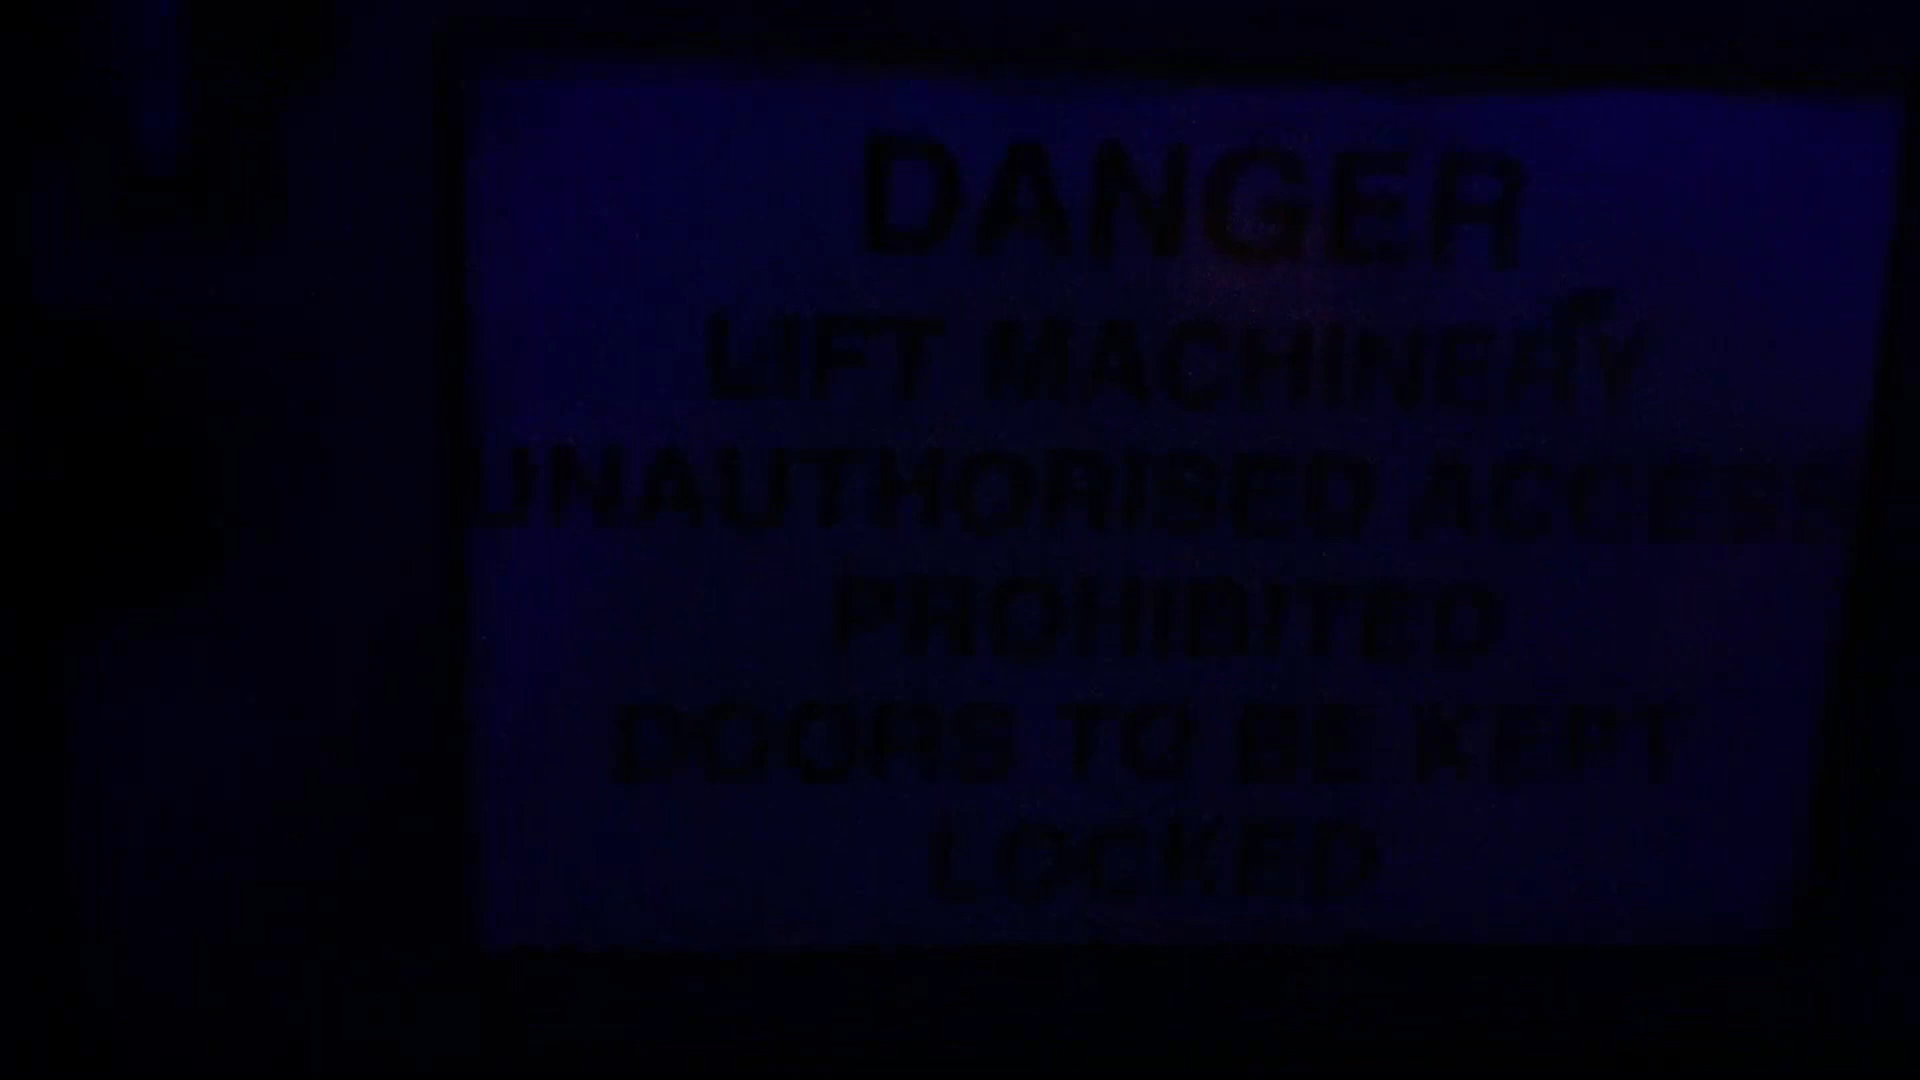 DANGER
LIFT MACHINERY
UNAUTHORISED ACCESS
PROHIBITED
DOORS TO BE KEPT
LOCKED